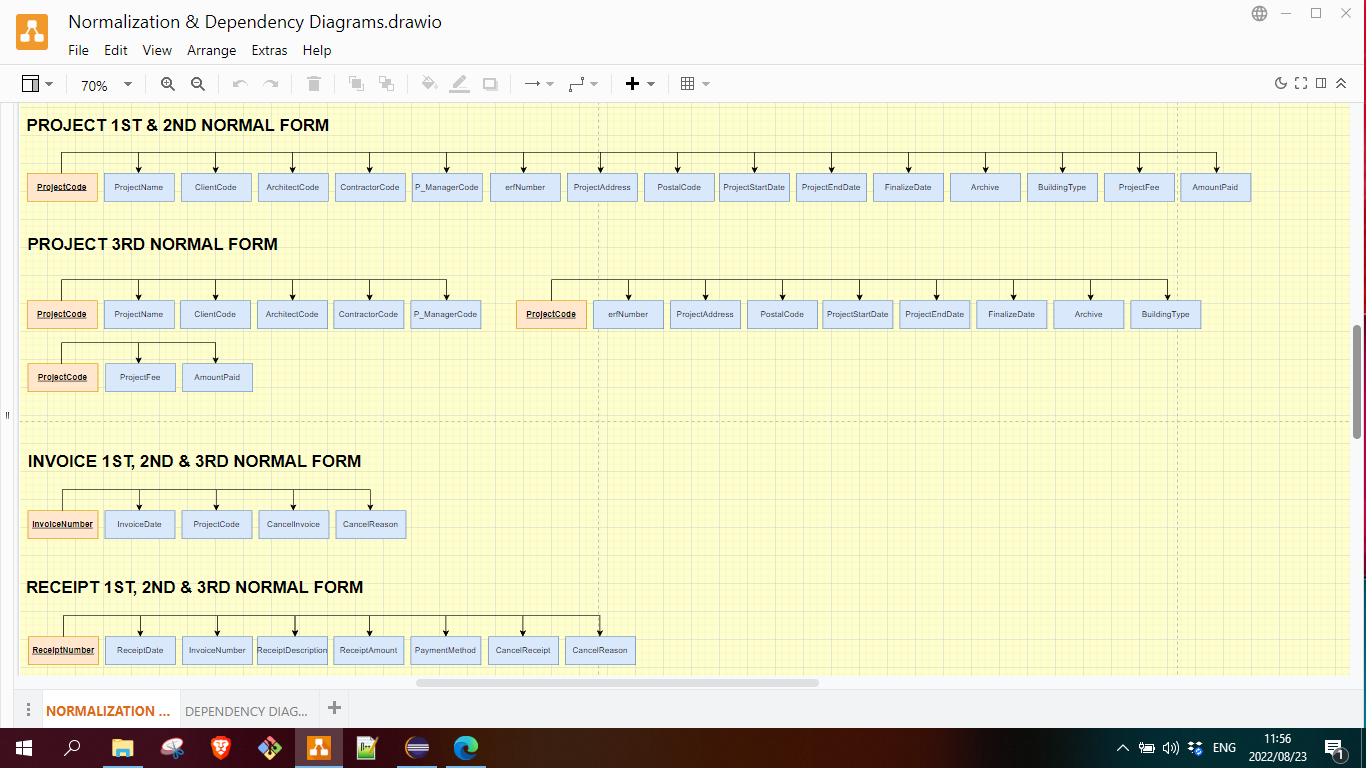 Normalization & Dependency Diagrams.drawio
File Edit View Arrange Extras Help
70%
PROJECT 1ST & 2ND NORMAL FORM
ProjectCode ProjectName ClientCode ArchitectCode ContractorCode P_ManagerCode erfNumber ProjectAddress PostalCode ProjectStartDate ProjectEndDate FinalizeDate Archive BuildingType ProjectFee AmountPaid
PROJECT 3RD NORMAL FORM
ProjectCode ProjectName ClientCode ArchitectCode ContractorCode P_ManagerCode ProjectCode erfNumber ProjectAddress PostalCode ProjectStartDate ProjectEndDate FinalizeDate Archive BuildingType
ProjectCode ProjectFee AmountPaid
INVOICE 1ST, 2ND & 3RD NORMAL FORM
InvoiceNumber InvoiceDate ProjectCode CancelInvoice CancelReason
RECEIPT 1ST, 2ND & 3RD NORMAL FORM
ReceiptNumber ReceiptDate InvoiceNumber ReceiptDescription ReceiptAmount PaymentMethod CancelReceipt CancelReason
NORMALIZATION ... DEPENDENCY DIAG...
ENG 11:56
2022/08/23 1